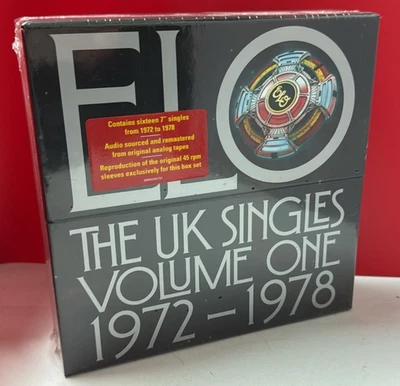 ELO
ELO
Contains sixteen 7" singles
from 1972 to 1978
Audio sourced and remastered
from original analog tapes
Reproduction of the original 45 rpm
sleeves exclusively for this box set
THE UK SINGLES
VOLUME ONE
1972–1978